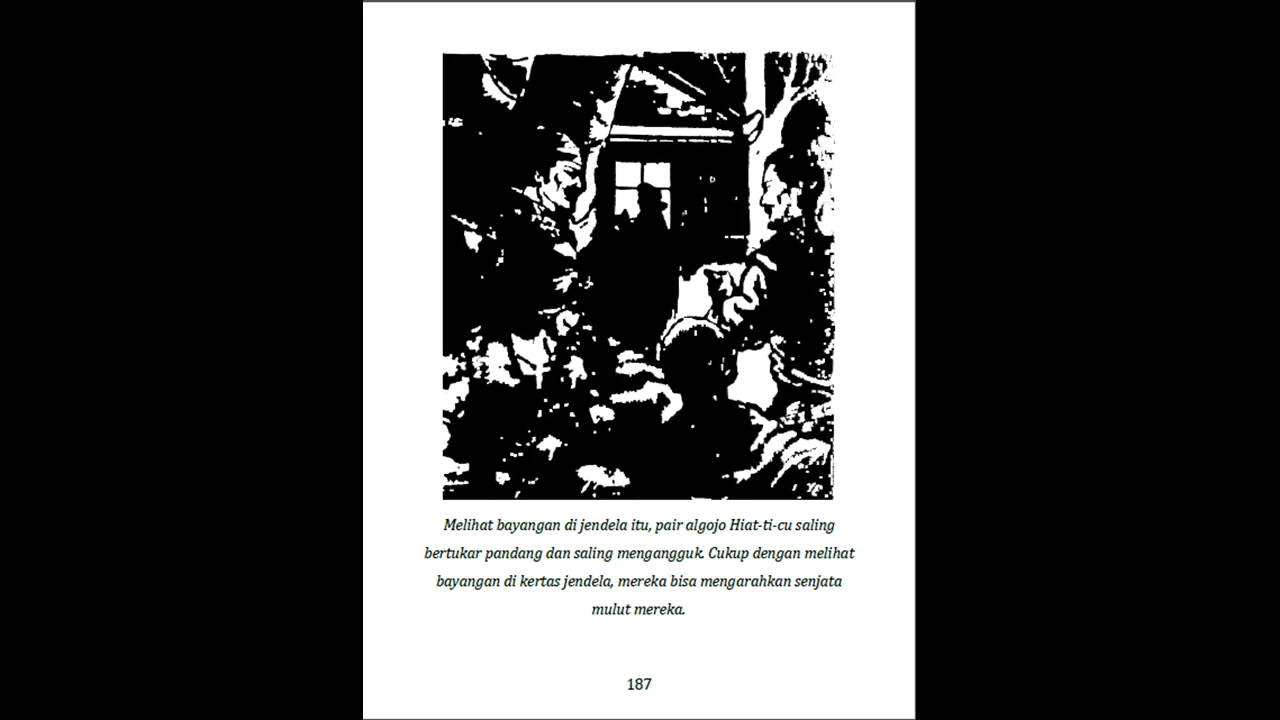 Melihat bayangan di jendela itu, pair algojo Hiat-ti-cu saling
bertukar pandang dan saling mengangguk. Cukup dengan melihat
bayangan di kertas jendela, mereka bisa mengarahkan senjata
mulut mereka.
187